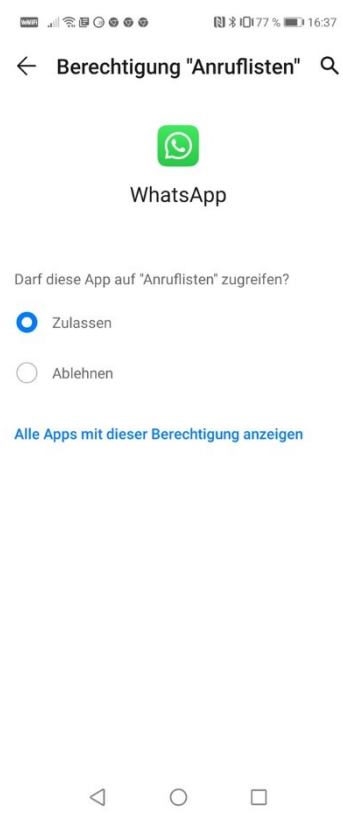 WiFi 77 % 16:37
Berechtigung "Anruflisten"
WhatsApp
Darf diese App auf "Anruflisten" zugreifen?
Zulassen
Ablehnen
Alle Apps mit dieser Berechtigung anzeigen